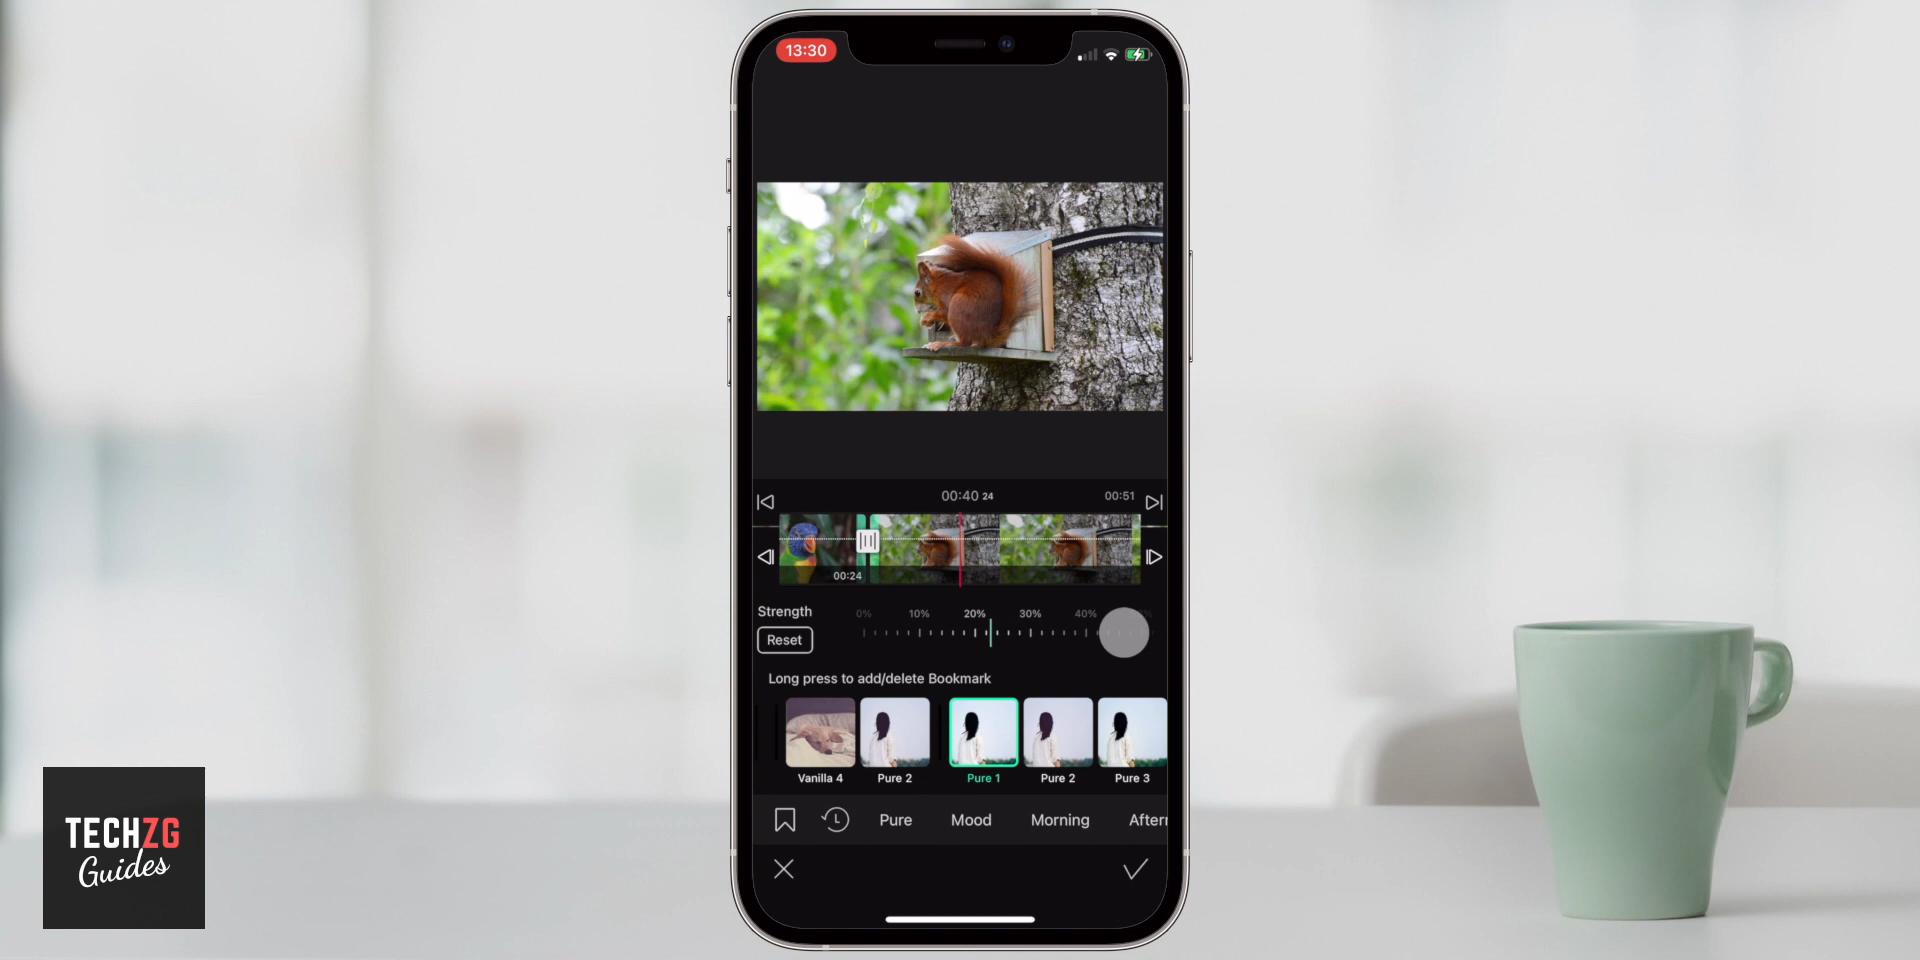 13:30
00:40 24
00:51
00:24
Strength
0% 10% 20% 30% 40%
Reset
Long press to add/delete Bookmark
Vanilla 4
Pure 2
Pure 1
Pure 2
Pure 3
Pure
Mood
Morning
Aftern
TECHZG
Guides